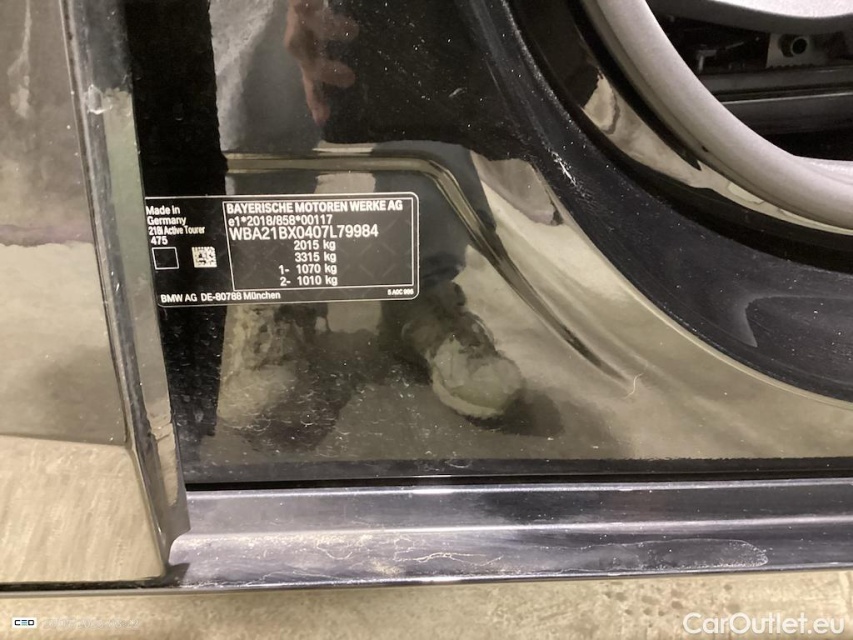 Made in
Germany
218i Active Tourer
475
BAYERISCHE MOTOREN WERKE AG
e1*2018/858*00117
WBA21BX0407L79984
2015 kg
3315 kg
1- 1070 kg
2- 1010 kg
BMW AG DE-80788 München
CarOutlet.eu